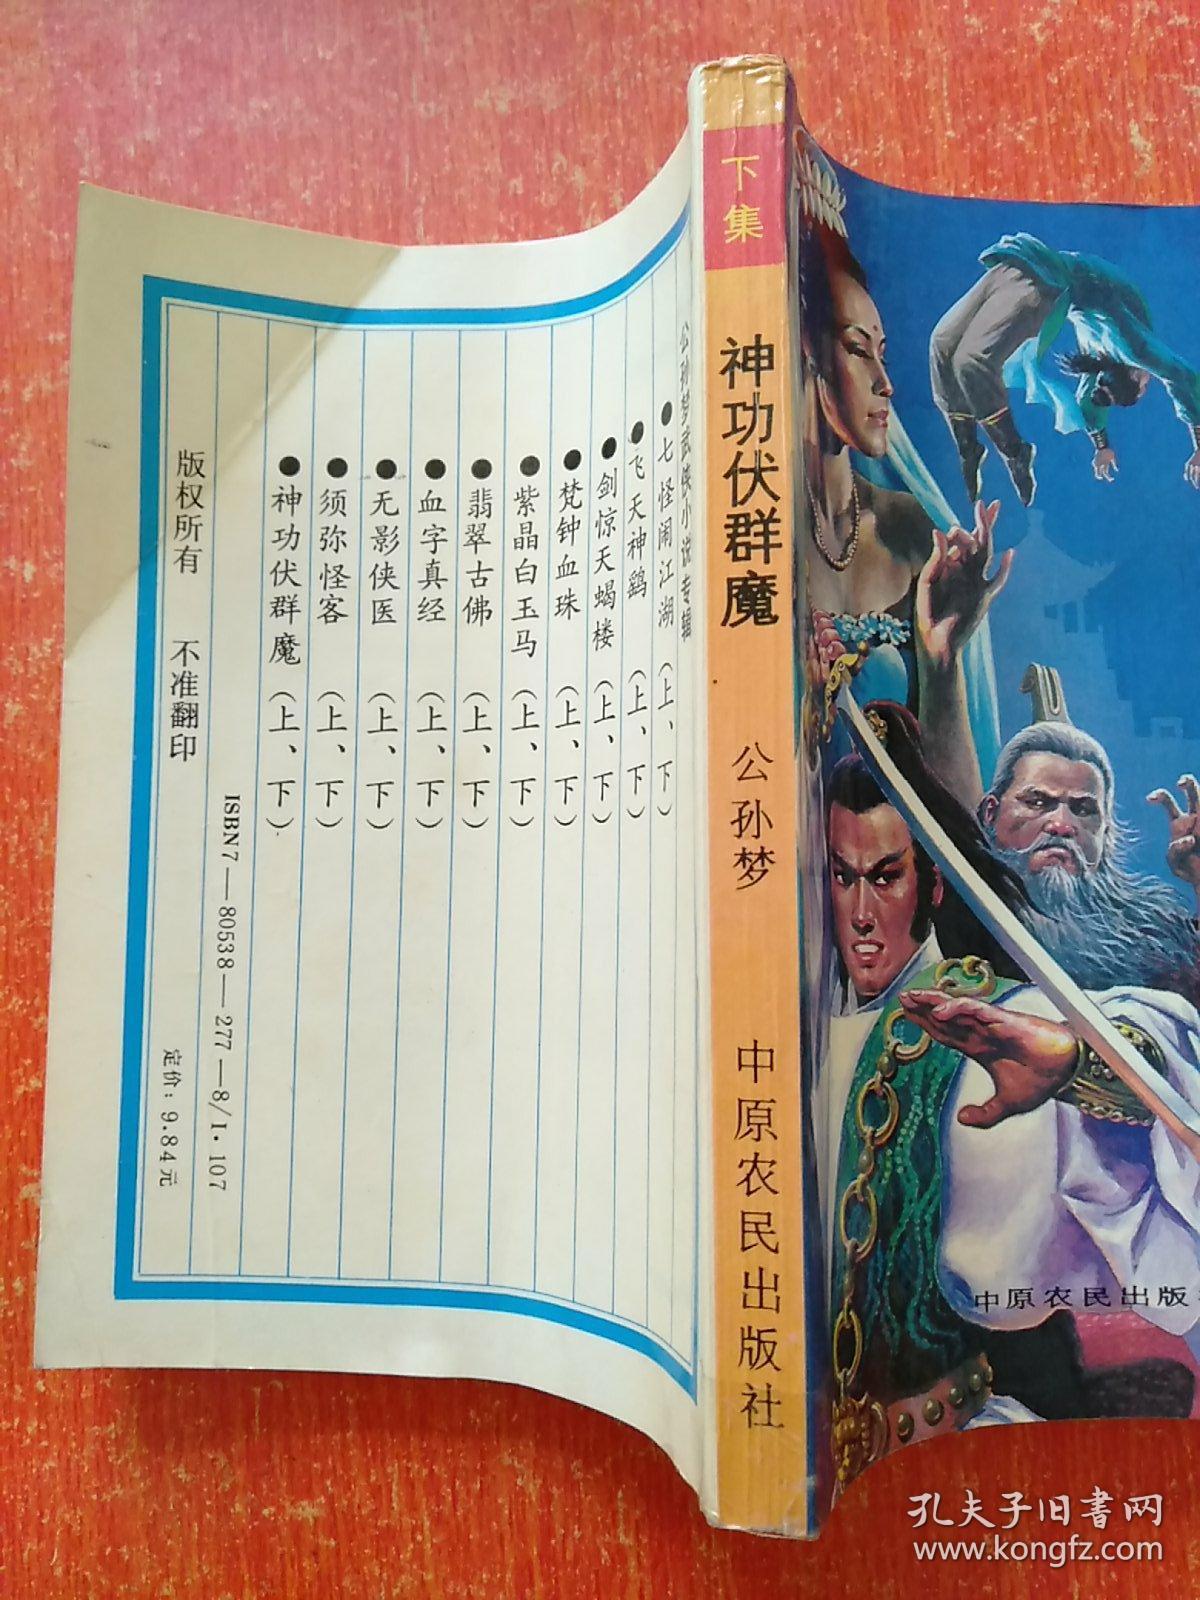 公孙梦武侠小说专辑
●七怪闹江湖(上、下)
●飞天神鹞(上、下)
●剑惊天蝎楼(上、下)
●梵钟血珠(上、下)
●紫晶白玉马(上、下)
●翡翠古佛(上、下)
●血字真经(上、下)
●无影侠医(上、下)
●须弥怪客(上、下)
●神功伏群魔(上、下)
ISBN7—80538—277—8/I·107
版权所有 不准翻印
定价:9.84元
下集
神功伏群魔
公孙梦
中原农民出版社
中原农民出版
孔夫子旧书网
www.kongfz.com